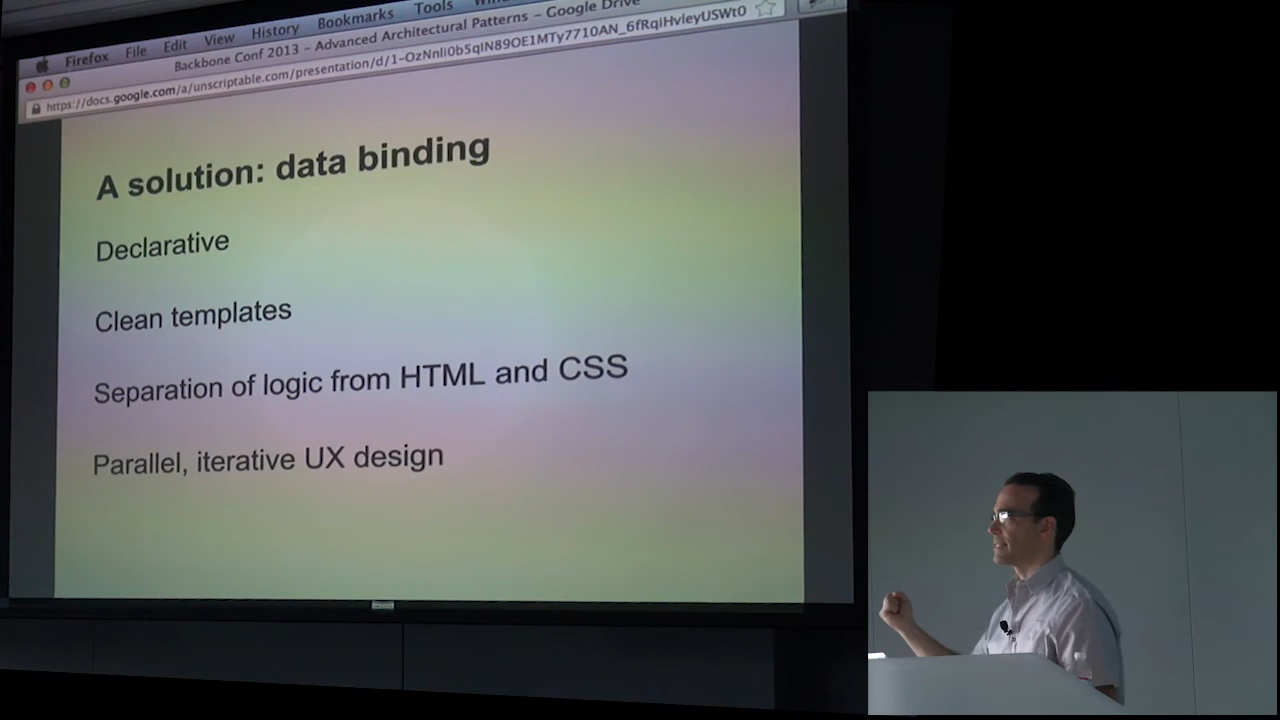 Firefox File Edit View History Bookmarks Tools
Backbone Conf 2013 – Advanced Architectural Patterns – Google Drive
https://docs.google.com/a/unscriptable.com/presentation/d/1-OzNnli0b5qIN89OE1MTy7710AN_6fRqiHvleyUSWt0
A solution: data binding
Declarative
Clean templates
Separation of logic from HTML and CSS
Parallel, iterative UX design